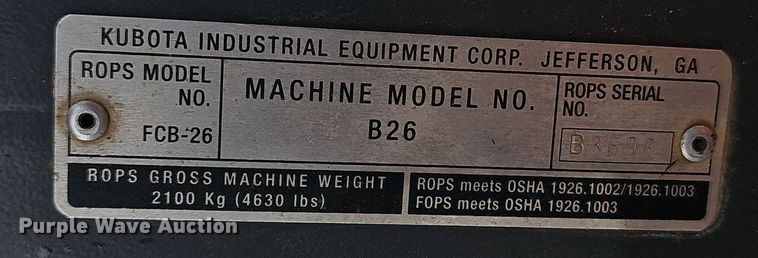 KUBOTA INDUSTRIAL EQUIPMENT CORP. JEFFERSON, GA
ROPS MODEL
NO.
FCB-26
MACHINE MODEL NO.
B26
ROPS SERIAL
NO.
B3698
ROPS GROSS MACHINE WEIGHT
2100 Kg (4630 lbs)
ROPS meets OSHA 1926.1002/1926.1003
FOPS meets OSHA 1926.1003
Purple Wave Auction